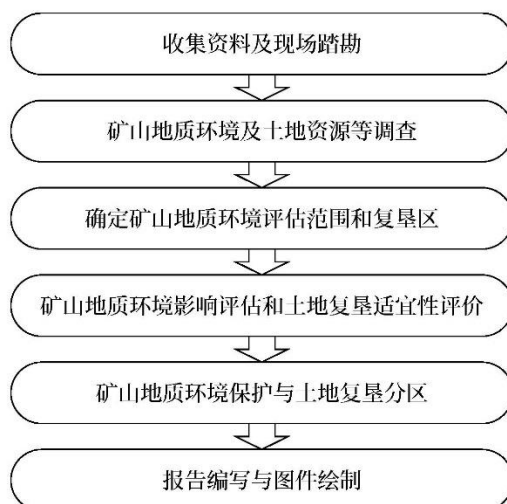 收集资料及现场踏勘
矿山地质环境及土地资源等调查
确定矿山地质环境评估范围和复垦区
矿山地质环境影响评估和土地复垦适宜性评价
矿山地质环境保护与土地复垦分区
报告编写与图件绘制